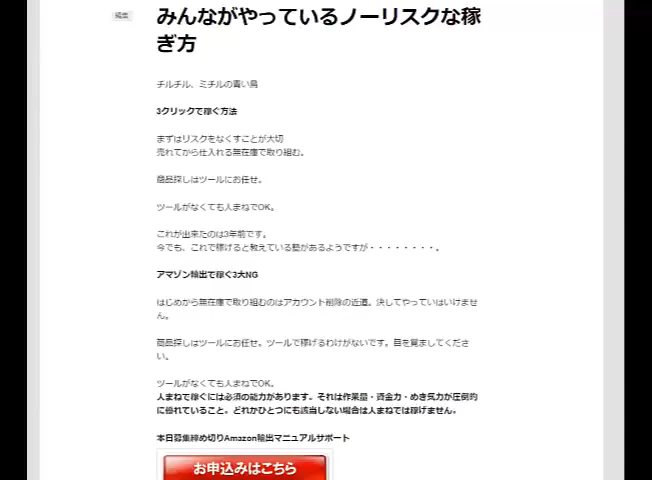 編集
みんながやっているノーリスクな稼
ぎ方
チルチル、ミチルの青い鳥
3クリックで稼ぐ方法
まずはリスクをなくすことが大切
売れてから仕入れる無在庫で取り組む。
商品探しはツールにお任せ。
ツールがなくても人まねでOK。
これが出来たのは3年前です。
今でも、これで稼げると教えている塾があるようですが・・・・・・・・。
アマゾン輸出で稼ぐ3大NG
はじめから無在庫で取り組むのはアカウント削除の近道。決してやっていはいけませ
ん。
商品探しはツールにお任せ。ツールで稼げるわけがないです。目を覚ましてくださ
い。
ツールがなくても人まねでOK。
人まねで稼ぐには必須の能力があります。それは作業量・資金力・めき気力が圧倒的
に優れていること。どれかひとつにも該当しない場合は人まねでは稼げません。
本日募集締め切りAmazon輸出マニュアルサポート
お申込みはこちら